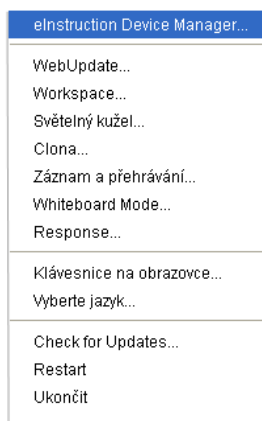 eInstruction Device Manager...
WebUpdate...
Workspace...
Světelný kužel...
Clona...
Záznam a přehrávání...
Whiteboard Mode...
Response...
Klávesnice na obrazovce...
Vyberte jazyk...
Check for Updates...
Restart
Ukončit